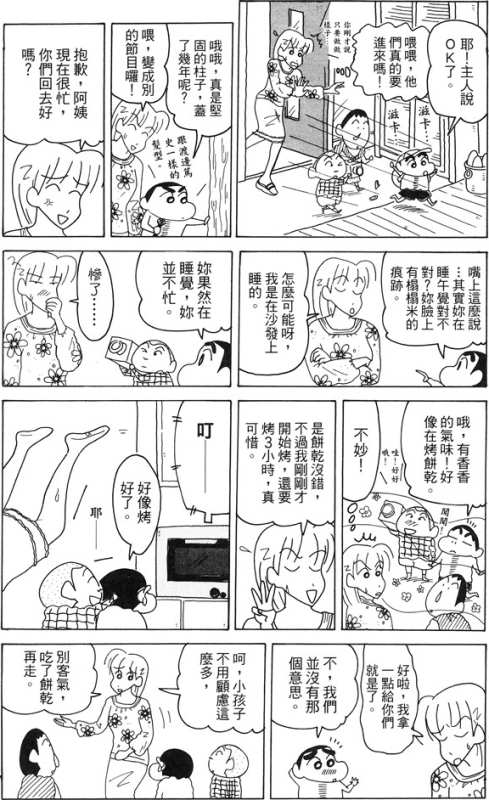 耶！主人說
OK了。
喂喂，他
們真的要
進來嗎！
你剛才說
只要做做
樣子…
滋卡
滋卡
哦哦，真是堅
固的柱子，蓋
了幾年呢？
喂，變成別
的節目囉！
跟渡邊篤
史一樣的
髮型。
抱歉，阿姨
現在很忙，
你們回去好
嗎？
嘴上這麼說
…其實妳在
睡午覺對不
對？妳臉上
有榻榻米的
痕跡。
怎麼可能呀，
我是在沙發上
睡的。
妳果然在
睡覺，妳
並不忙。
慘了……
哦，有香香
的氣味！好
像在烤餅乾。
聞聞
哇！好好
哦！
不妙！
是餅乾沒錯，
不過我剛剛才
開始烤，還要
烤3小時，真
可惜。
叮
好像烤
好了。
耶
好啦，我拿
一點給你們
就是了。
不，我們
並沒有那
個意思。
呵，小孩子
不用顧慮這
麼多，
別客氣，
吃了餅乾
再走。